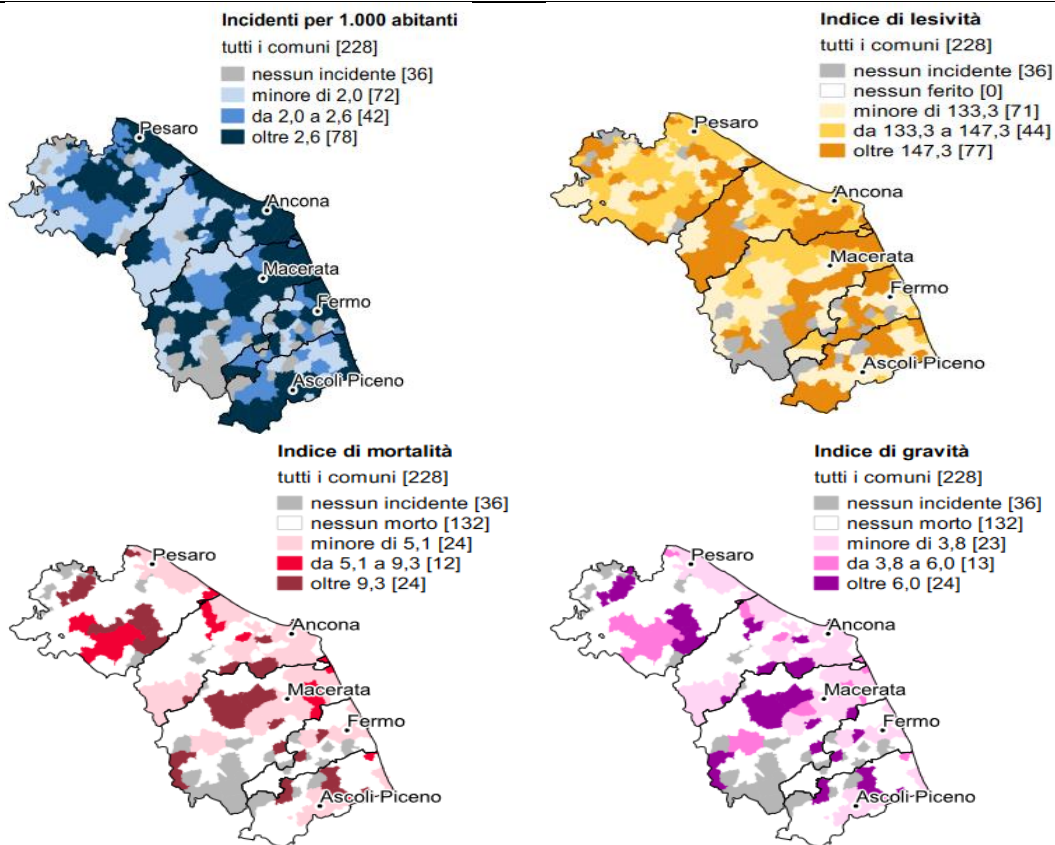 Incidenti per 1.000 abitanti
tutti i comuni [228]
nessun incidente [36]
minore di 2,0 [72]
da 2,0 a 2,6 [42]
oltre 2,6 [78]
Pesaro
Ancona
Macerata
Fermo
Ascoli Piceno
Indice di lesività
tutti i comuni [228]
nessun incidente [36]
nessun ferito [0]
minore di 133,3 [71]
da 133,3 a 147,3 [44]
oltre 147,3 [77]
Pesaro
Ancona
Macerata
Fermo
Ascoli Piceno
Indice di mortalità
tutti i comuni [228]
nessun incidente [36]
nessun morto [132]
minore di 5,1 [24]
da 5,1 a 9,3 [12]
oltre 9,3 [24]
Pesaro
Ancona
Macerata
Fermo
Ascoli Piceno
Indice di gravità
tutti i comuni [228]
nessun incidente [36]
nessun morto [132]
minore di 3,8 [23]
da 3,8 a 6,0 [13]
oltre 6,0 [24]
Pesaro
Ancona
Macerata
Fermo
Ascoli Piceno